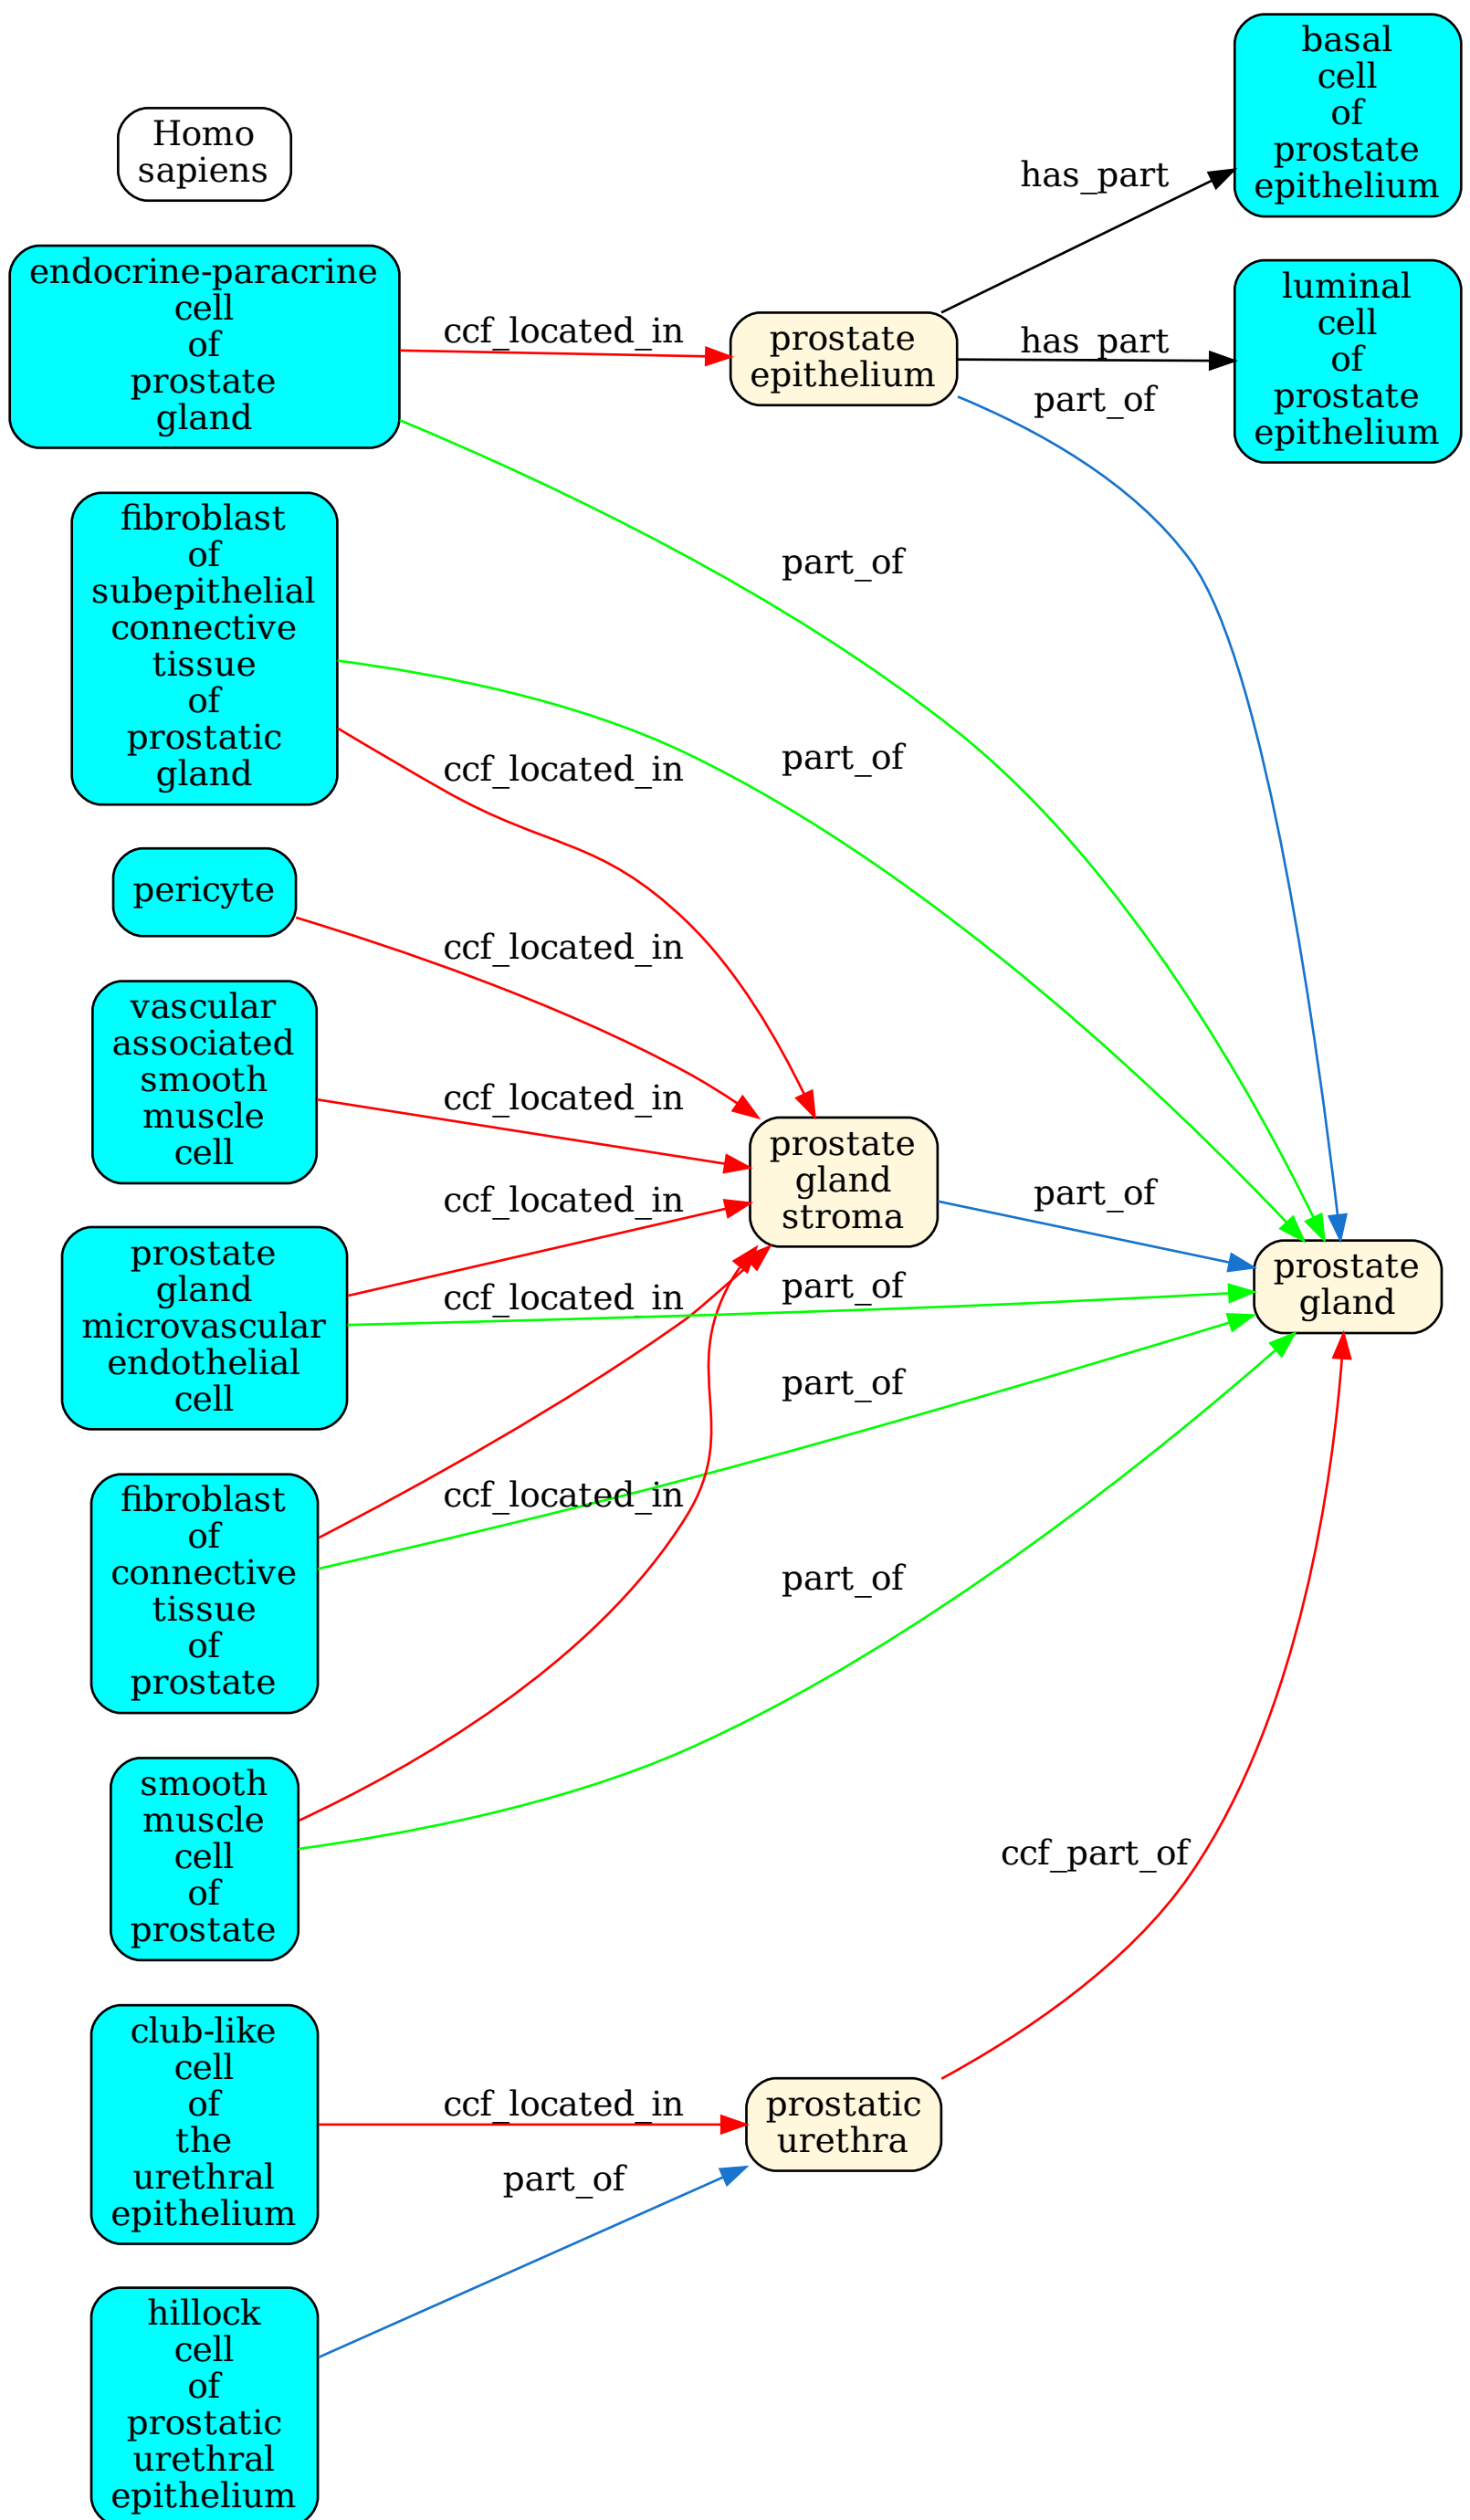 basal
cell
of
prostate
epithelium
Homo
sapiens
has_part
endocrine-paracrine
cell
of
prostate
gland
ccf_located_in
prostate
epithelium
has_part
luminal
cell
of
prostate
epithelium
part_of
part_of
fibroblast
of
subepithelial
connective
tissue
of
prostatic
gland
part_of
ccf_located_in
pericyte
ccf_located_in
vascular
associated
smooth
muscle
cell
ccf_located_in
prostate
gland
stroma
part_of
ccf_located_in
prostate
gland
microvascular
endothelial
cell
part_of
prostate
gland
ccf_located_in
part_of
fibroblast
of
connective
tissue
of
prostate
ccf_located_in
part_of
smooth
muscle
cell
of
prostate
ccf_part_of
club-like
cell
of
the
urethral
epithelium
ccf_located_in
prostatic
urethra
part_of
hillock
cell
of
prostatic
urethral
epithelium